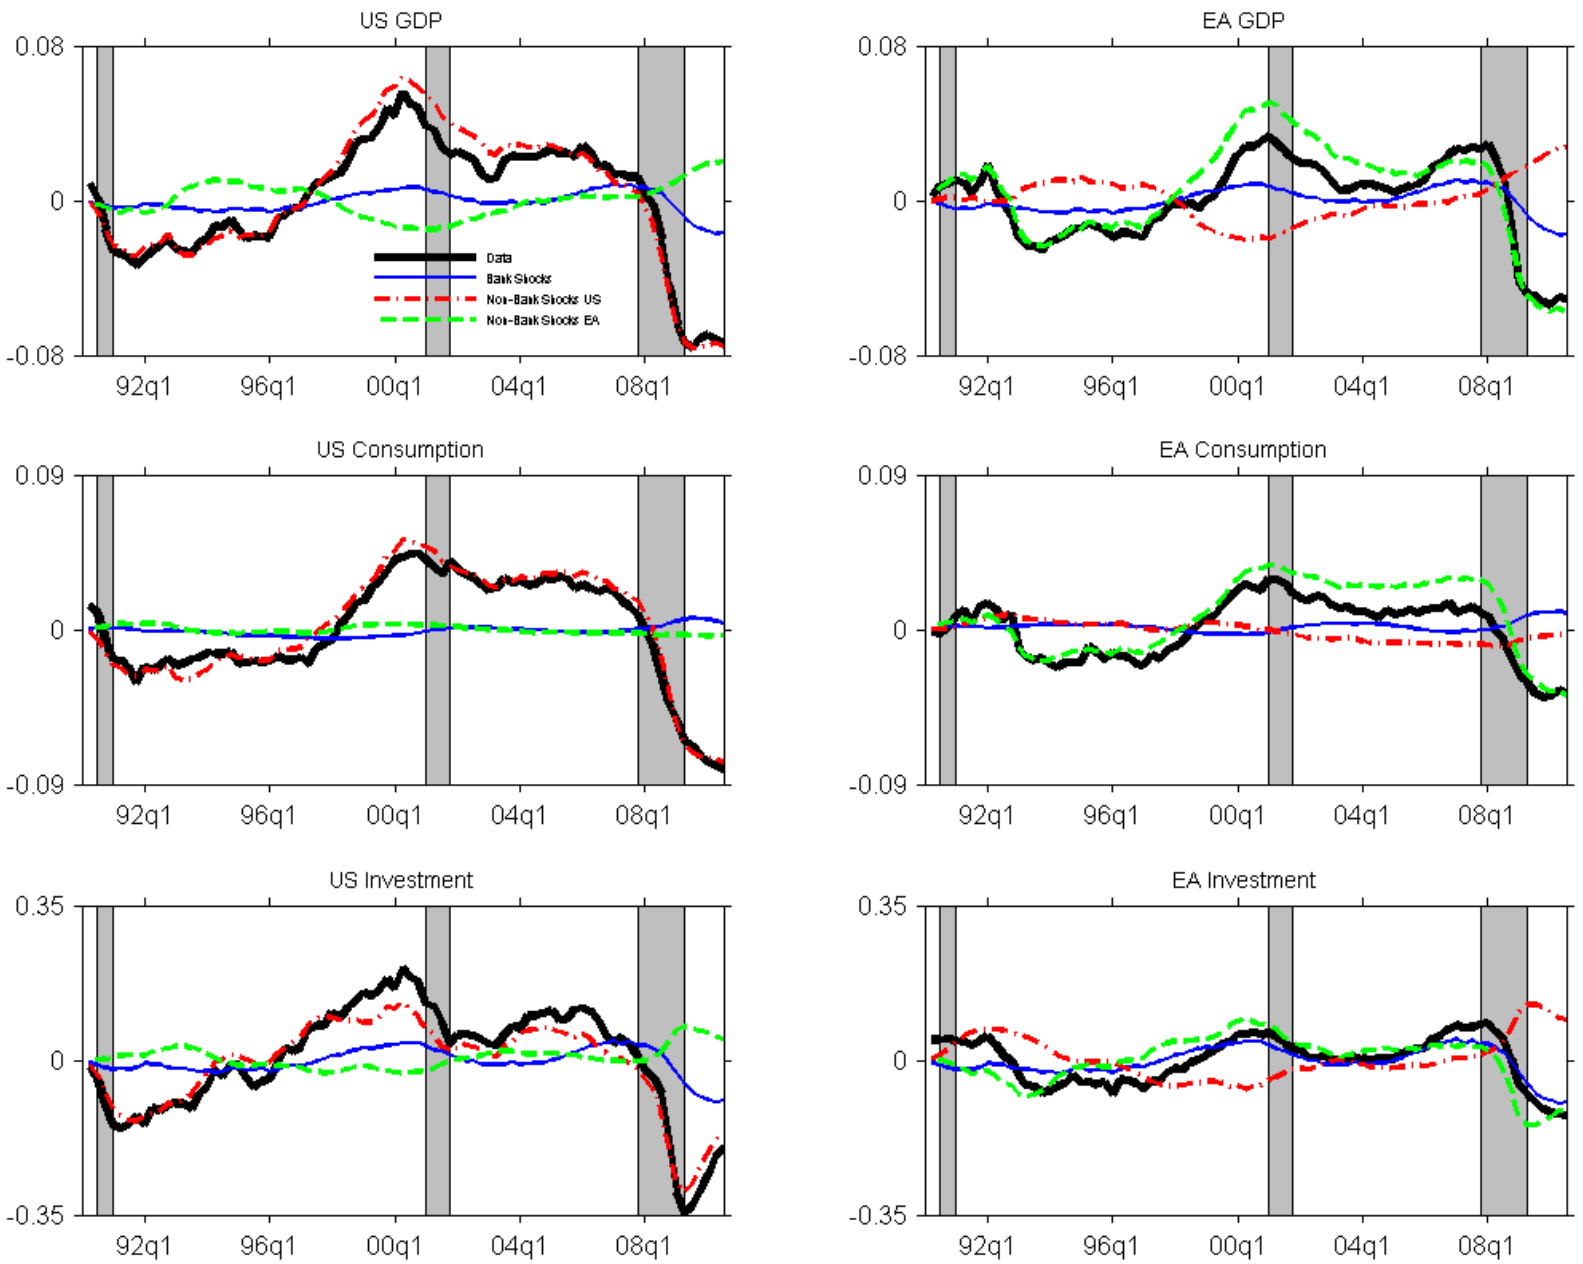 US GDP
0.08
0
-0.08
92q1 96q1 00q1 04q1 08q1
Data
Bank Shocks
Non-Bank Shocks US
Non-Bank Shocks EA
EA GDP
0.08
0
-0.08
92q1 96q1 00q1 04q1 08q1
US Consumption
0.09
0
-0.09
92q1 96q1 00q1 04q1 08q1
EA Consumption
0.09
0
-0.09
92q1 96q1 00q1 04q1 08q1
US Investment
0.35
0
-0.35
92q1 96q1 00q1 04q1 08q1
EA Investment
0.35
0
-0.35
92q1 96q1 00q1 04q1 08q1